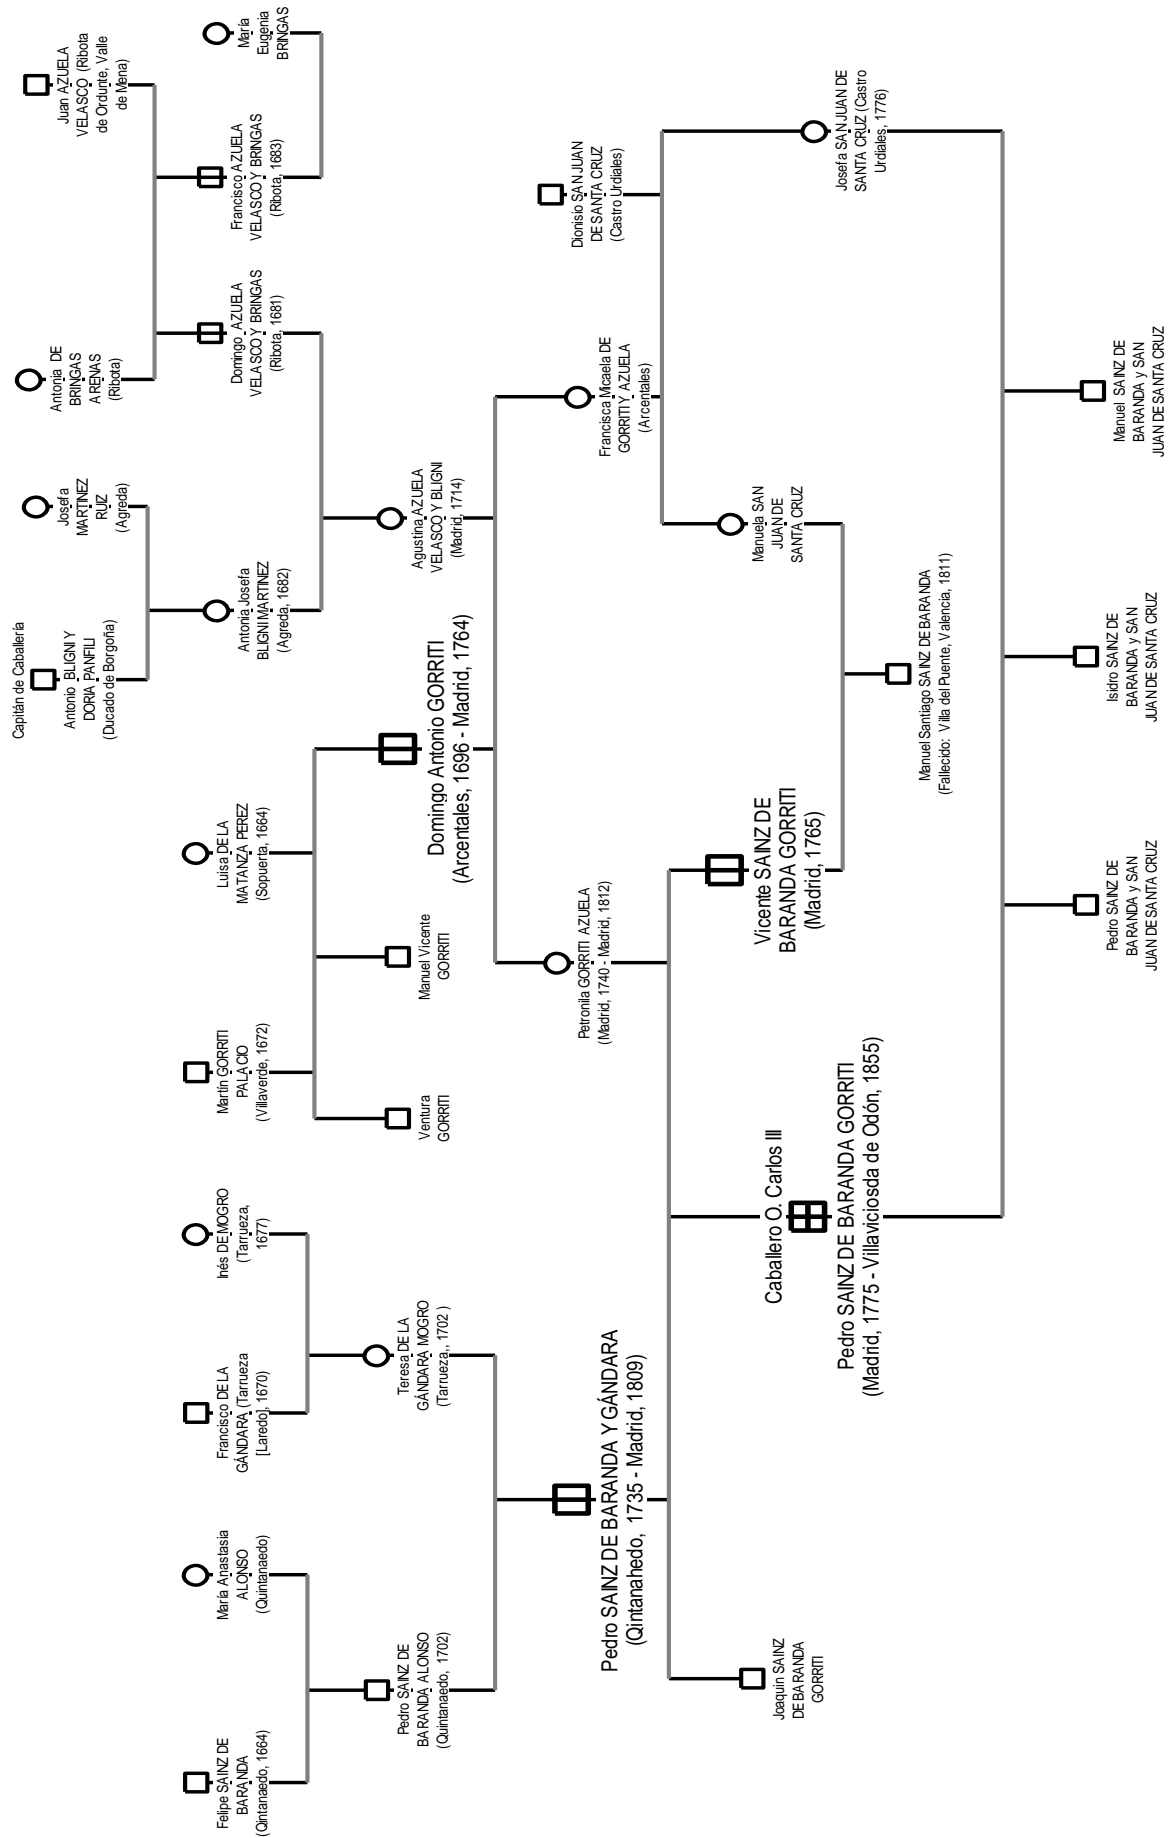 Capitán de Caballería
Antonio BLIGNI Y
DORIA PANFILI
(Ducado de Borgoña)
Josefa
MARTINEZ
RUIZ
(Agreda)
Antonia DE
BRINGAS
ARENAS
(Ribota)
Juan AZUELA
VELASCO (Ribota
de Ordunte, Valle
de Mena)
Felipe SAINZ DE
BARANDA
(Qintanaedo, 1664)
María Anastasia
ALONSO
(Quintanaedo)
Francisco DE LA
GÁNDARA (Tarrueza
[Laredo], 1670)
Inés DE MOGRO
(Tarrueza,
1677)
Martín GORRITI
PALACIO
(Villaverde, 1672)
Luisa DE LA
MATANZA PEREZ
(Sopuerta, 1664)
Antonia Josefa
BLIGNI MARTINEZ
(Agreda, 1682)
Domingo AZUELA
VELASCO Y BRINGAS
(Ribota, 1681)
Francisco AZUELA
VELASCO Y BRINGAS
(Ribota, 1683)
María
Eugenia
BRINGAS
Pedro SAINZ DE
BARANDA ALONSO
(Quintanaedo, 1702)
Teresa DE LA
GÁNDARA MOGRO
(Tarrueza,, 1702 )
Ventura
GORRITI
Manuel Vicente
GORRITI
Domingo Antonio GORRITI
(Arcentales, 1696 - Madrid, 1764)
Agustina AZUELA
VELASCO Y BLIGNI
(Madrid, 1714)
Pedro SAINZ DE BARANDA Y GÁNDARA
(Qintanahedo, 1735 - Madrid, 1809)
Petronila GORRITI AZUELA
(Madrid, 1740 - Madrid, 1812)
Francisca Micaela DE
GORRITI Y AZUELA
(Arcentales)
Dionisio SAN JUAN
DE SANTA CRUZ
(Castro Urdiales)
Joaquin SAINZ
DE BARANDA
GORRITI
Caballero O. Carlos III
Pedro SAINZ DE BARANDA GORRITI
(Madrid, 1775 - Villaviciosda de Odón, 1855)
Vicente SAINZ DE
BARANDA GORRITI
(Madrid, 1765)
Manuela SAN
JUAN DE
SANTA CRUZ
Josefa SAN JUAN DE
SANTA CRUZ (Castro
Urdiales, 1776)
Manuel Santiago SAINZ DE BARANDA
(Fallecido: Villa del Puente, Valencia, 1811)
Pedro SAINZ DE
BARANDA y SAN
JUAN DE SANTA CRUZ
Isidro SAINZ DE
BARANDA y SAN
JUAN DE SANTA CRUZ
Manuel SAINZ DE
BARANDA y SAN
JUAN DE SANTA CRUZ